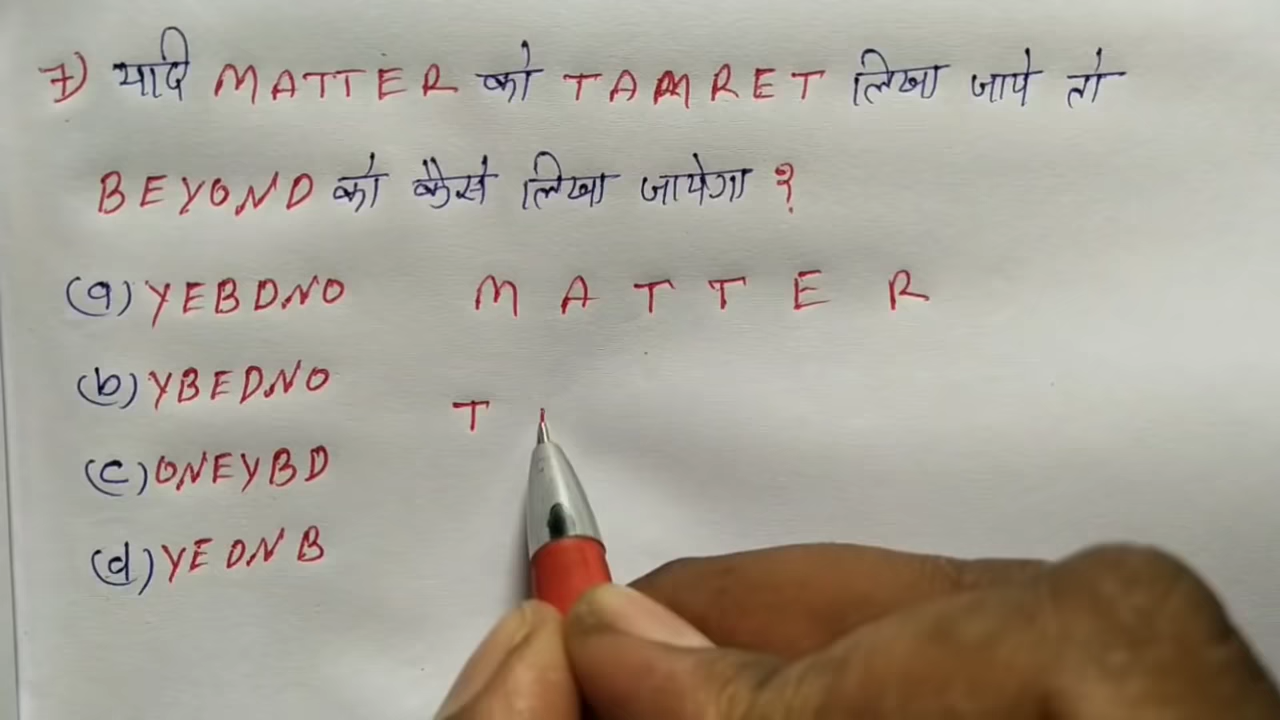 7) यदि MATTER को TAMRET लिखा जाये तो
BEYOND को कैसे लिखा जायेगा ?
(a) YEBDNO
M A T T E R
(b) YBEDNO
T
(c) ONEYBD
(d) YEONB